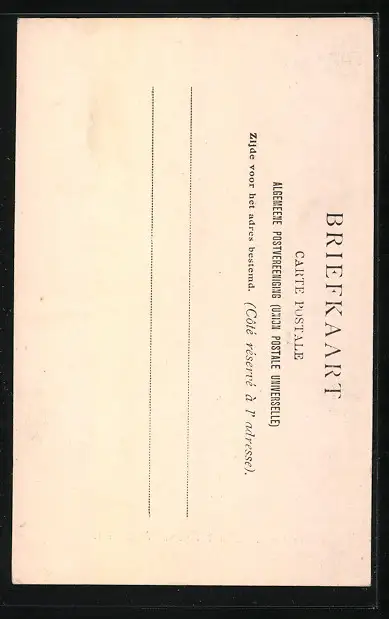 BRIEFKAART
CARTE POSTALE
ALGEMEENE POSTVEREENIGING (UNION POSTALE UNIVERSELLE)
Zijde voor het adres bestemd. (Côté réservé à l'adresse).